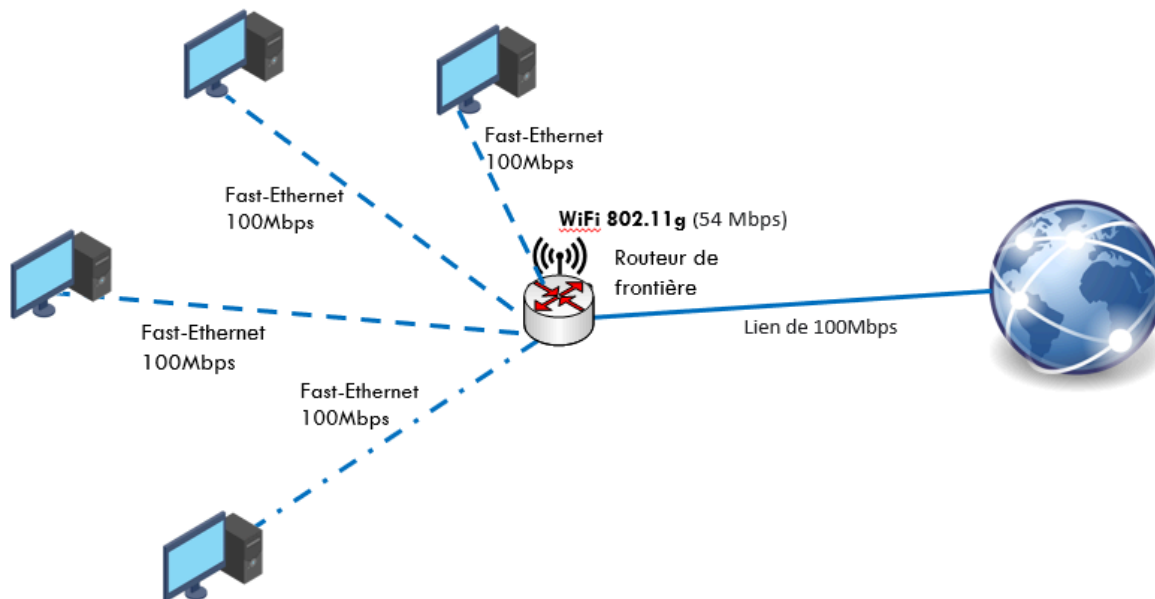 Fast-Ethernet
100Mbps
Fast-Ethernet
100Mbps
WiFi 802.11g (54 Mbps)
Routeur de
frontière
Lien de 100Mbps
Fast-Ethernet
100Mbps
Fast-Ethernet
100Mbps